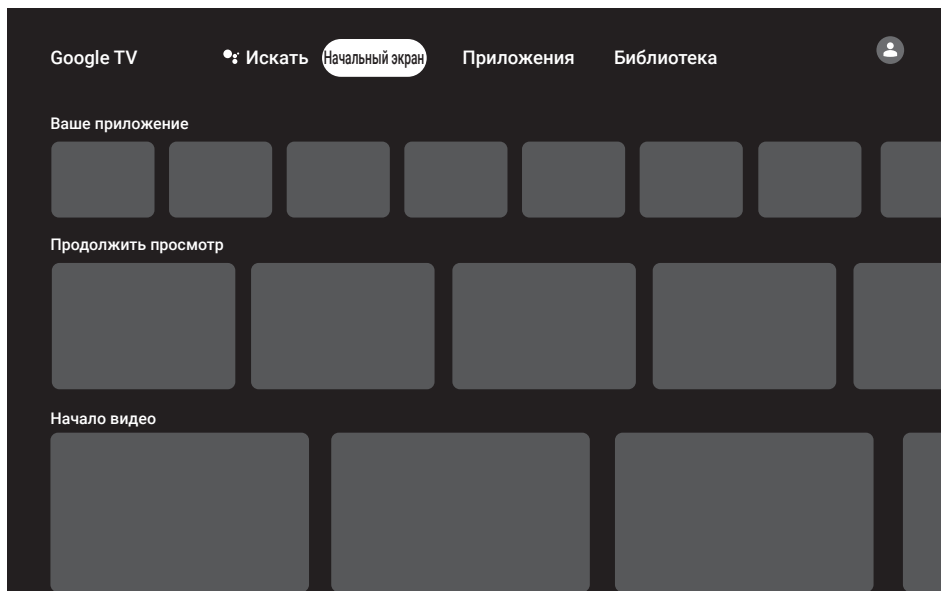 Google TV
Искать
Начальный экран
Приложения
Библиотека
Ваше приложение
Продолжить просмотр
Начало видео